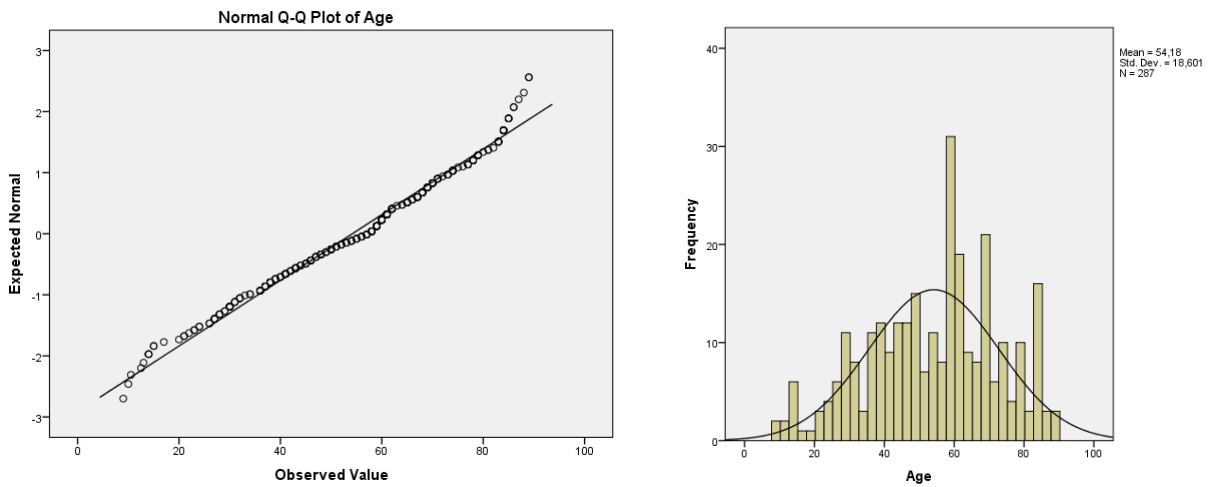 Normal Q-Q Plot of Age
3
2
1
0
-1
-2
-3
Expected Normal
0 20 40 60 80 100
Observed Value
40
30
20
10
0
Frequency
0 20 40 60 80 100
Age
Mean = 54,18
Std. Dev. = 18,601
N = 287